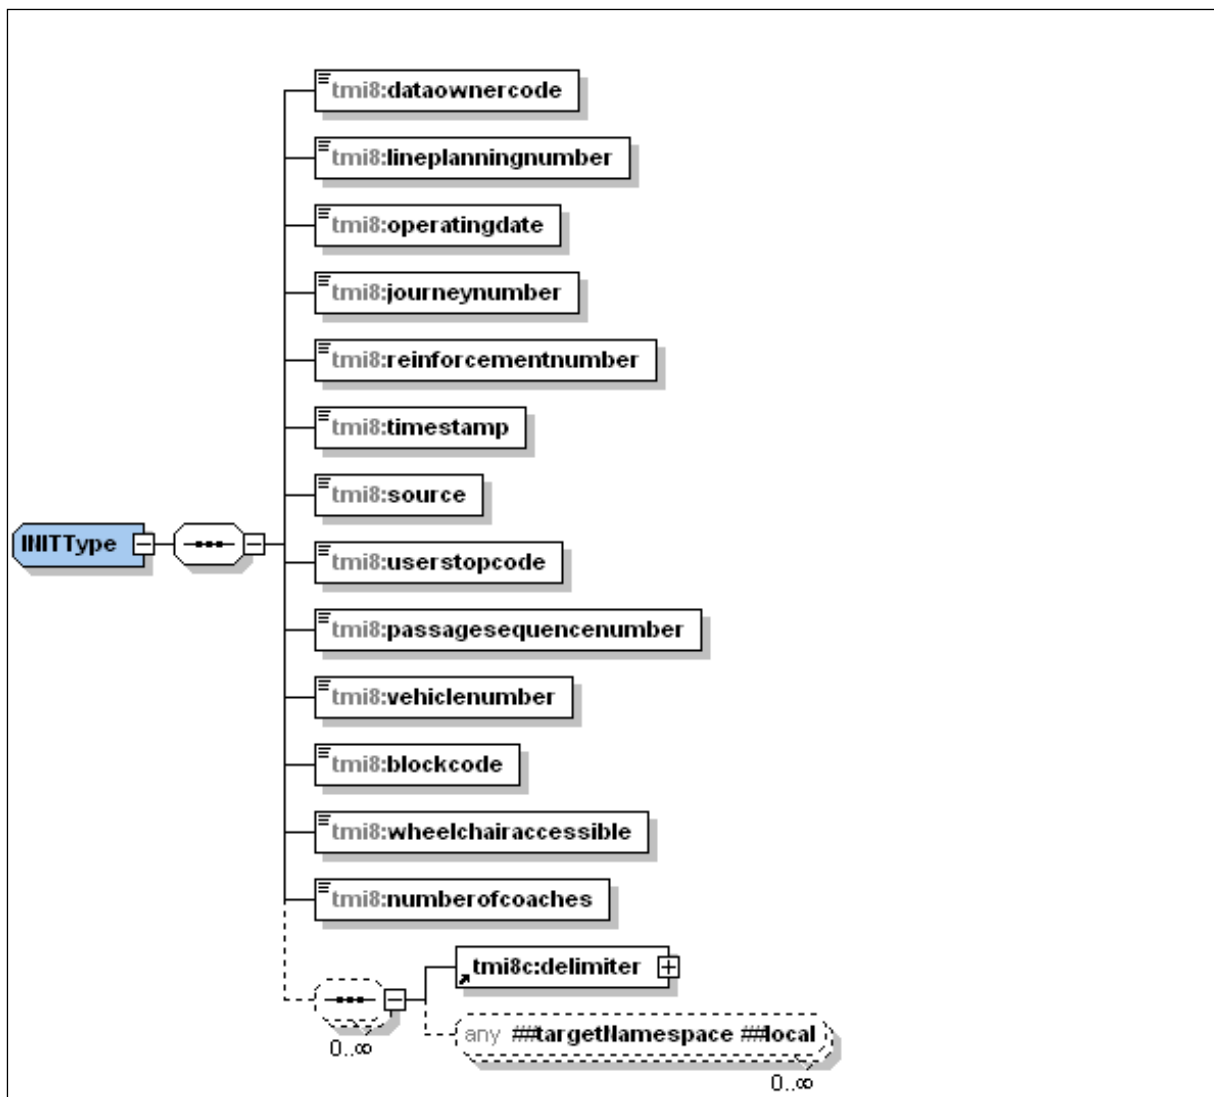 tmi8:dataownercode
tmi8:lineplanningnumber
tmi8:operatingdate
tmi8:journeynumber
tmi8:reinforcementnumber
tmi8:timestamp
tmi8:source
INITType
tmi8:userstopcode
tmi8:passagesequencenumber
tmi8:vehiclenumber
tmi8:blockcode
tmi8:wheelchairaccessible
tmi8:numberofcoaches
tmi8c:delimiter
any ##targetNamespace ##local
0..∞
0..∞